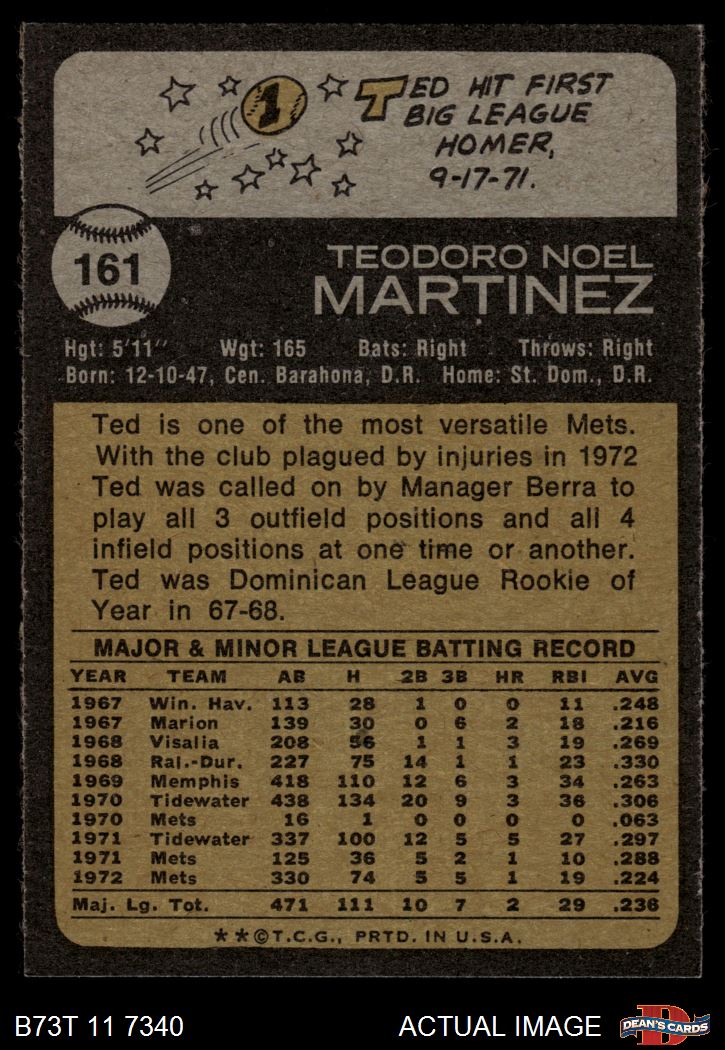 TED HIT FIRST
BIG LEAGUE
HOMER,
9-17-71.
1
161
TEODORO NOEL
MARTINEZ
Hgt: 5'11" Wgt: 165 Bats: Right Throws: Right
Born: 12-10-47, Cen. Barahona, D.R. Home: St. Dom., D.R.
Ted is one of the most versatile Mets.
With the club plagued by injuries in 1972
Ted was called on by Manager Berra to
play all 3 outfield positions and all 4
infield positions at one time or another.
Ted was Dominican League Rookie of
Year in 67-68.
MAJOR & MINOR LEAGUE BATTING RECORD
YEAR TEAM AB H 2B 3B HR RBI AVG
1967 Win. Hav. 113 28 1 0 0 11 .248
1967 Marion 139 30 0 6 2 18 .216
1968 Visalia 208 56 1 1 3 19 .269
1968 Ral.-Dur. 227 75 14 1 1 23 .330
1969 Memphis 418 110 12 6 3 34 .263
1970 Tidewater 438 134 20 9 3 36 .306
1970 Mets 16 1 0 0 0 0 .063
1971 Tidewater 337 100 12 5 5 27 .297
1971 Mets 125 36 5 2 1 10 .288
1972 Mets 330 74 5 5 1 19 .224
Maj. Lg. Tot. 471 111 10 7 2 29 .236
**©T.C.G., PRTD. IN U.S.A.
B73T 11 7340 ACTUAL IMAGE
D
DEAN'S CARDS